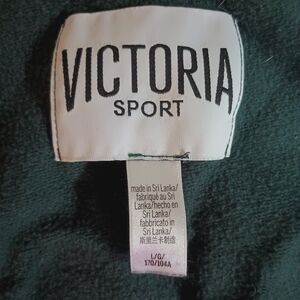 VICTORIA
SPORT
made in Sri Lanka/
fabriqué au Sri
Lanka/hecho en
Sri Lanka/
fabbricato in
Sri Lanka/
斯里兰卡制造
L/G/
170/104A